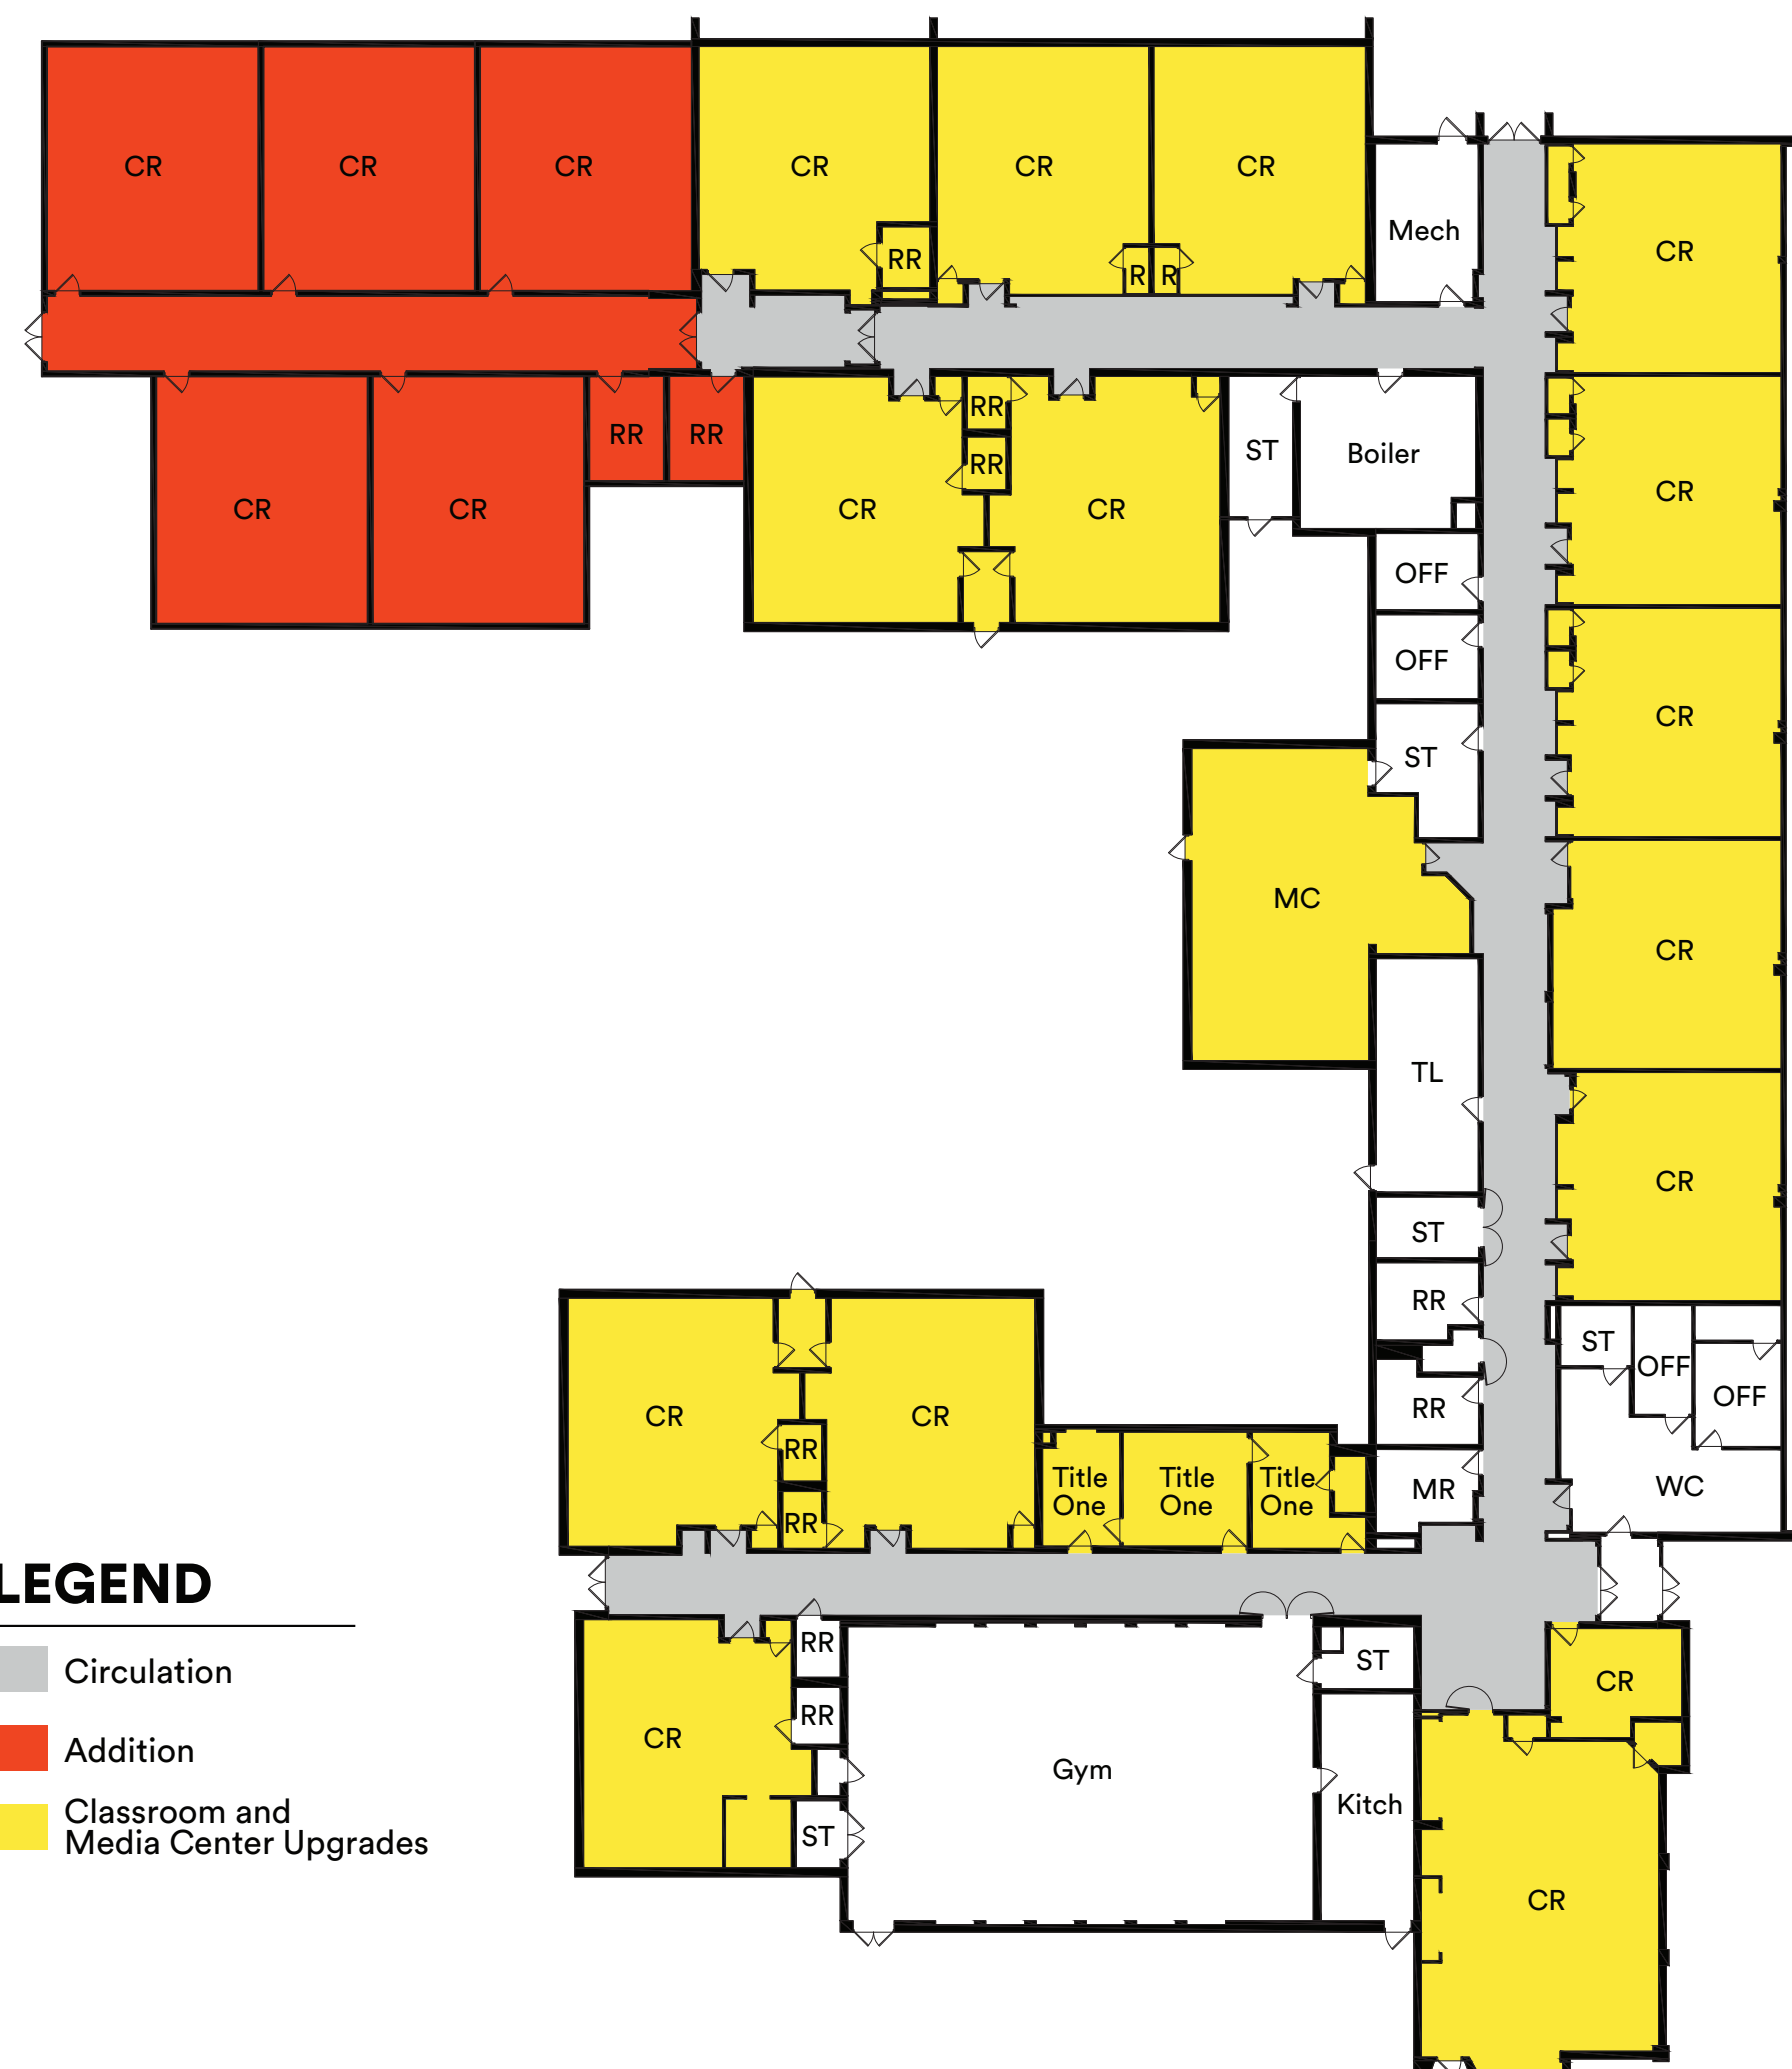 CR
CR
CR
CR
CR
CR
RR
R
R
Mech
CR
RR
RR
CR
CR
RR
RR
CR
CR
ST
Boiler
CR
OFF
OFF
CR
ST
MC
CR
TL
CR
ST
RR
RR
MR
ST
OFF
OFF
WC
CR
CR
RR
RR
Title
One
Title
One
Title
One
LEGEND
Circulation
Addition
Classroom and
Media Center Upgrades
CR
RR
RR
ST
Gym
ST
Kitch
CR
CR